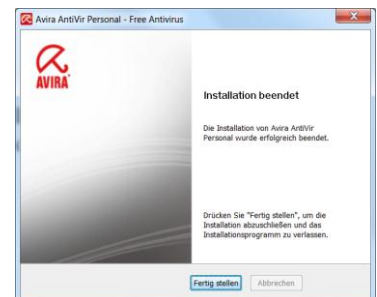 Avira AntiVir Personal - Free Antivirus
AVIRA
Installation beendet
Die Installation von Avira AntiVir
Personal wurde erfolgreich beendet.
Drücken Sie "Fertig stellen", um die
Installation abzuschließen und das
Installationsprogramm zu verlassen.
Fertig stellen
Abbrechen